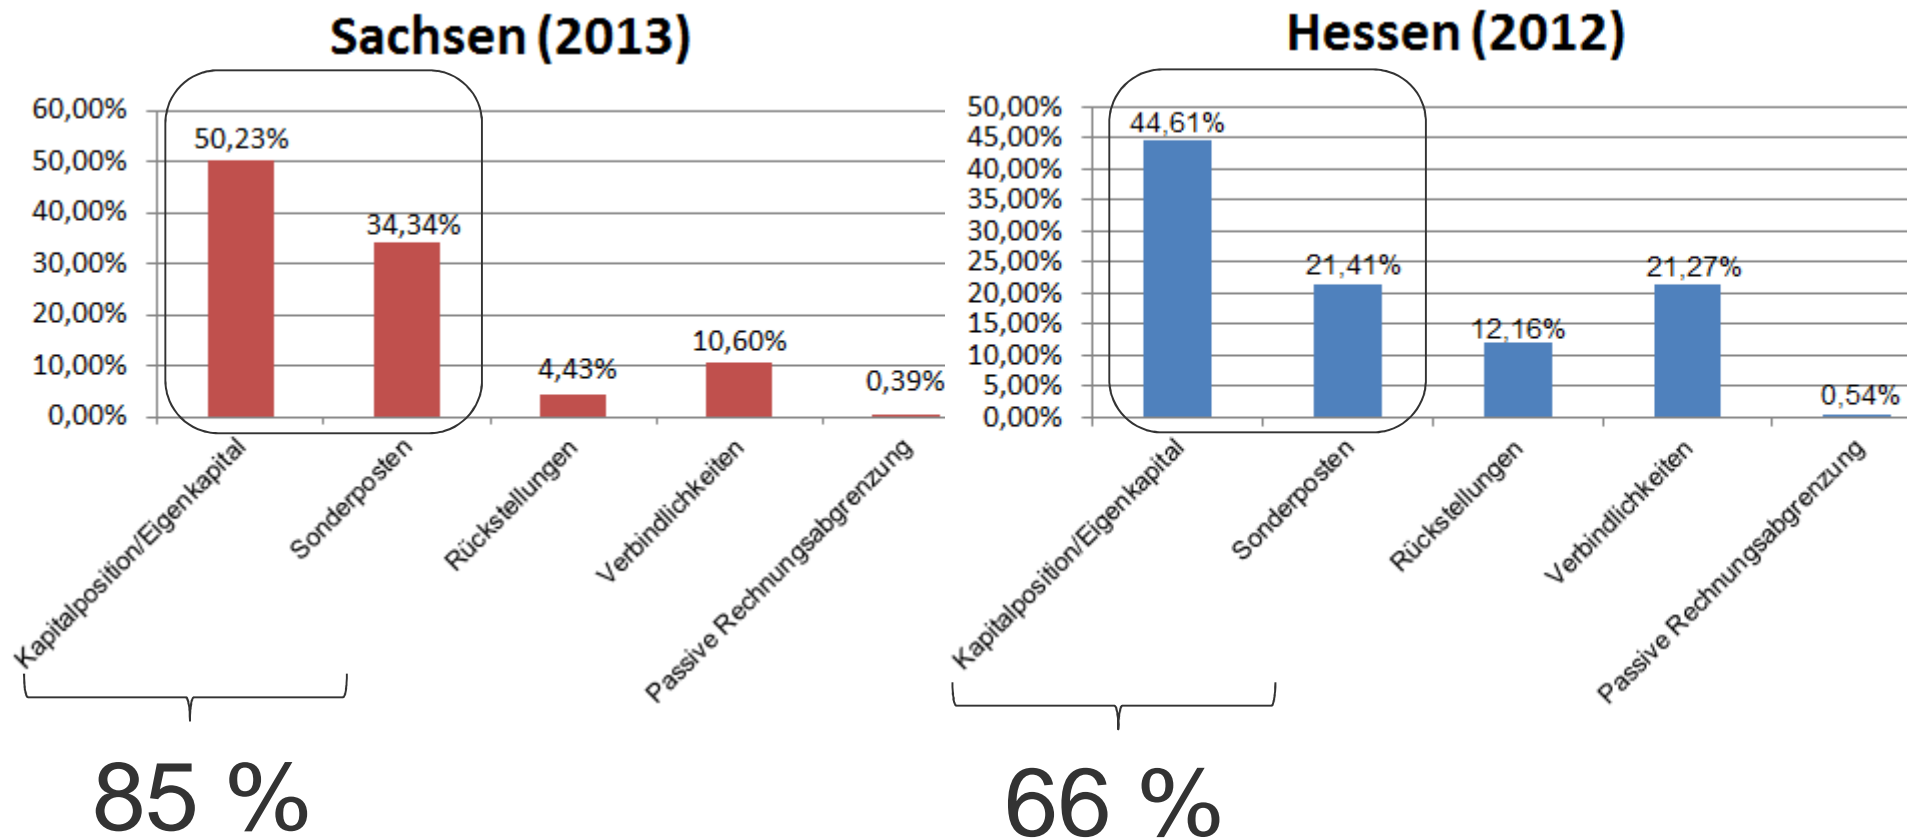 Sachsen (2013)
60,00%
50,00%
40,00%
30,00%
20,00%
10,00%
0,00%
50,23%
34,34%
4,43%
10,60%
0,39%
Kapitalposition/Eigenkapital
Sonderposten
Rückstellungen
Verbindlichkeiten
Passive Rechnungsabgrenzung
85 %
Hessen (2012)
50,00%
45,00%
40,00%
35,00%
30,00%
25,00%
20,00%
15,00%
10,00%
5,00%
0,00%
44,61%
21,41%
12,16%
21,27%
0,54%
Kapitalposition/Eigenkapital
Sonderposten
Rückstellungen
Verbindlichkeiten
Passive Rechnungsabgrenzung
66 %